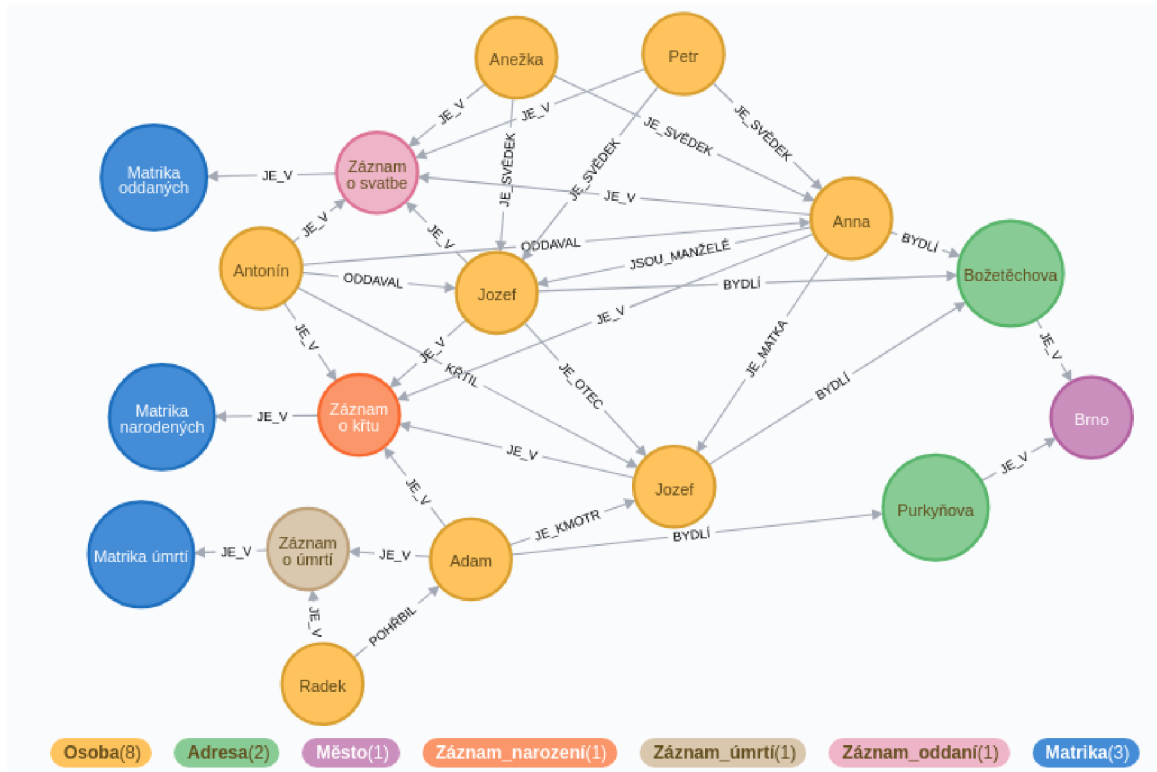 Anežka
Petr
JE_V
JE_V
JE_SVĚDEK
JE_SVĚDEK
JE_SVĚDEK
JE_SVĚDEK
Matrika
oddaných
JE_V
Záznam
o svatbe
JE_V
Anna
JE_V
JE_V
ODDAVAL
JSOU_MANŽELÉ
BYDLÍ
Antonín
ODDAVAL
Jozef
BYDLÍ
Božetěchova
JE_V
JE_V
JE_V
KŘTIL
JE_OTEC
JE_MATKA
BYDLÍ
JE_V
Matrika
narodených
JE_V
Záznam
o křtu
Brno
JE_V
JE_V
Jozef
JE_V
Purkyňova
JE_KMOTR
BYDLÍ
Matrika úmrtí
JE_V
Záznam
o úmrtí
JE_V
Adam
JE_V
POHŘBIL
Radek
Osoba(8)
Adresa(2)
Město(1)
Záznam_narození(1)
Záznam_úmrtí(1)
Záznam_oddaní(1)
Matrika(3)